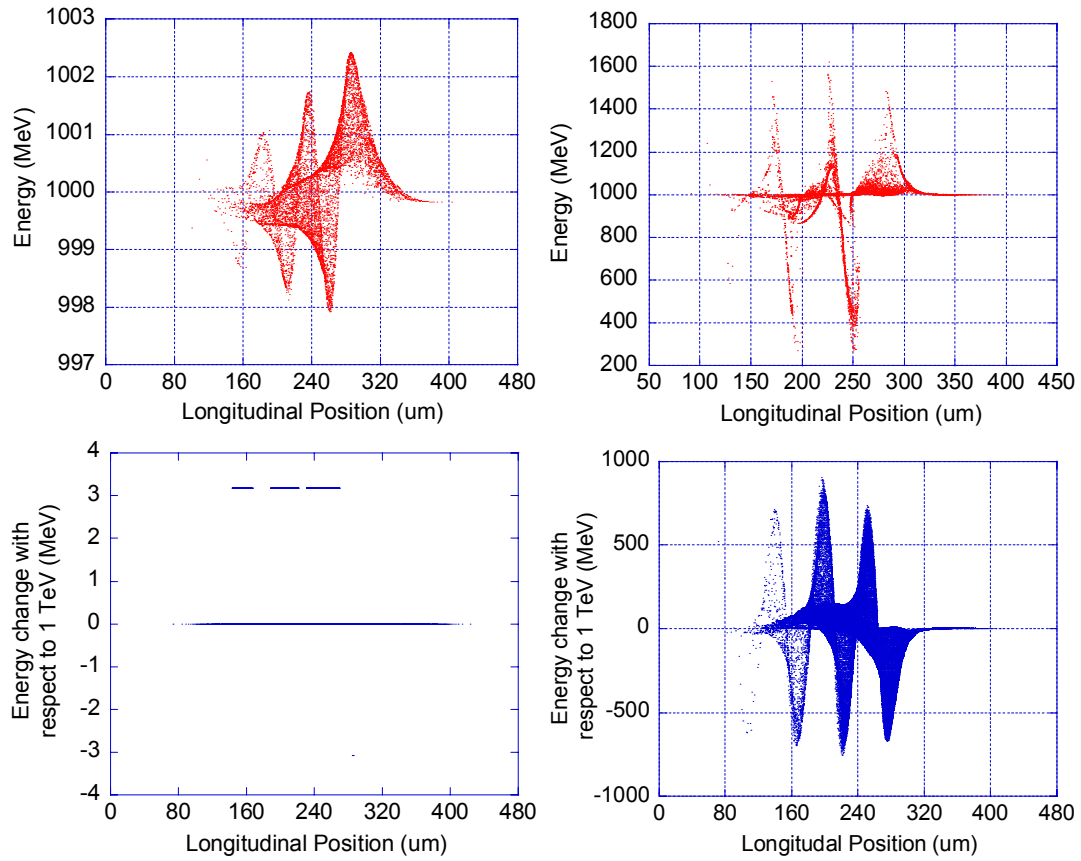 1003
1002
1001
1000
999
998
997
Energy (MeV)
0 80 160 240 320 400 480
Longitudinal Position (um)
1800
1600
1400
1200
1000
800
600
400
200
Energy (MeV)
50 100 150 200 250 300 350 400 450
Longitudinal Position (um)
4
3
2
1
0
-1
-2
-3
-4
Energy change with
respect to 1 TeV (MeV)
0 80 160 240 320 400 480
Longitudinal Position (um)
1000
500
0
-500
-1000
Energy change with
respect to 1 TeV (MeV)
0 80 160 240 320 400 480
Longitudal Position (um)